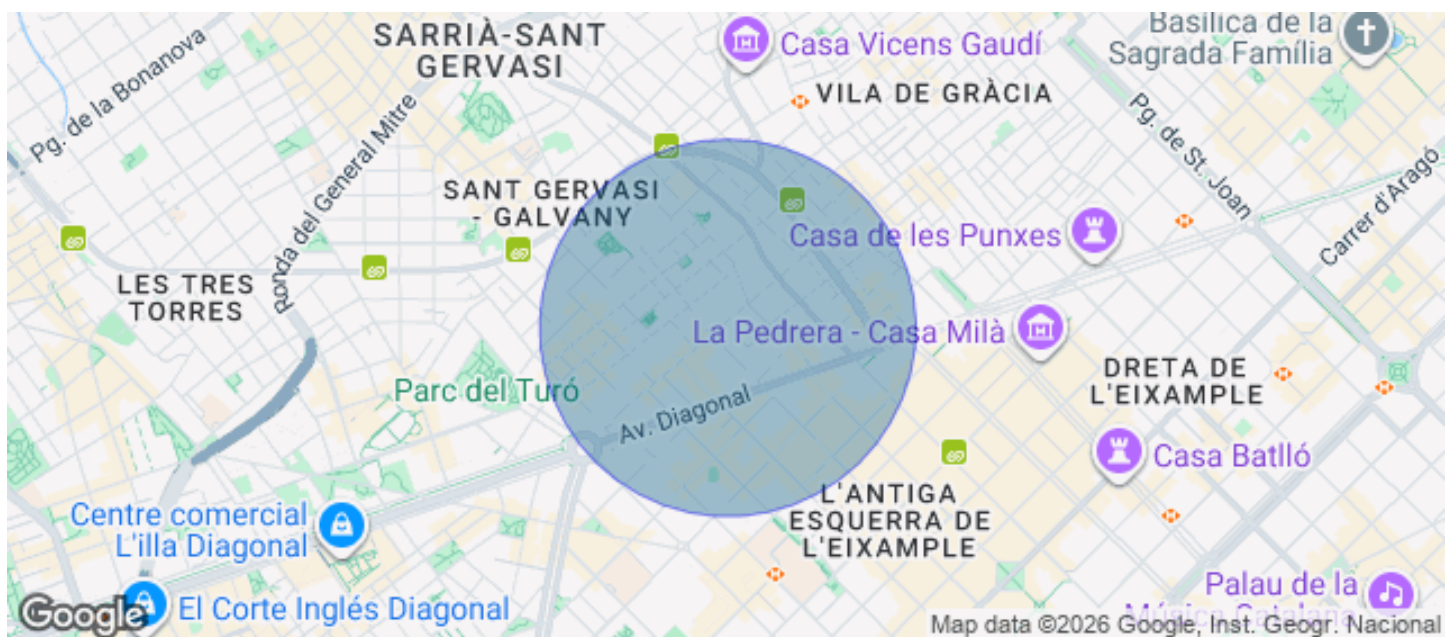 SARRIÀ-SANT
GERVASI
Casa Vicens Gaudí
Basílica de la
Sagrada Família
Pg. de la Bonanova
Ronda del General Mitre
VILA DE GRÀCIA
Pg. de St. Joan
Carrer d'Aragó
SANT GERVASI
- GALVANY
Casa de les Punxes
LES TRES
TORRES
La Pedrera - Casa Milà
DRETA DE
L'EIXAMPLE
Parc del Turó
Av. Diagonal
Casa Batlló
L'ANTIGA
ESQUERRA DE
L'EIXAMPLE
Centre comercial
L'illa Diagonal
El Corte Inglés Diagonal
Palau de la
Música Catalana
Google
Map data ©2026 Google, Inst. Geogr. Nacional